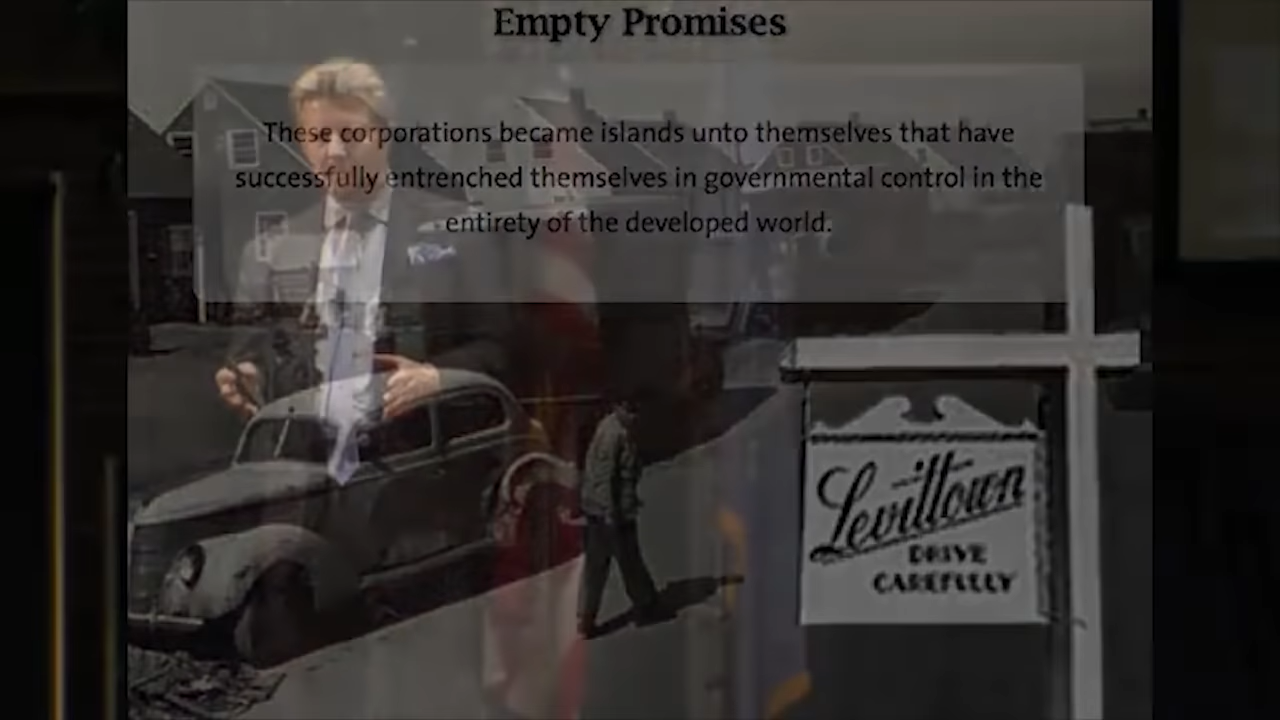 Empty Promises
These corporations became islands unto themselves that have
successfully entrenched themselves in governmental control in the
entirety of the developed world.
Levittown
DRIVE
CAREFULLY